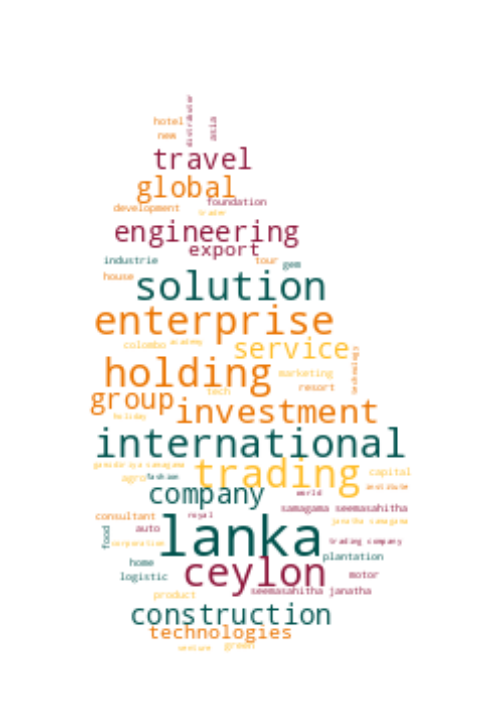 distributor
hotel
asia
new
travel
global
foundation
development
trader
engineering
export
industrie
tour
gem
house
solution
enterprise
colombo
academy
service
technology
holding
marketing
tech
resort
group
investment
holiday
international
trading
agro
fashion
capital
institute
company
world
samagama seemasahitha
consultant
royal
janatha samagama
food
auto
lanka
corporation
trading company
home
plantation
logistic
ceylon
motor
product
seemasahitha janatha
construction
technologies
venture
green